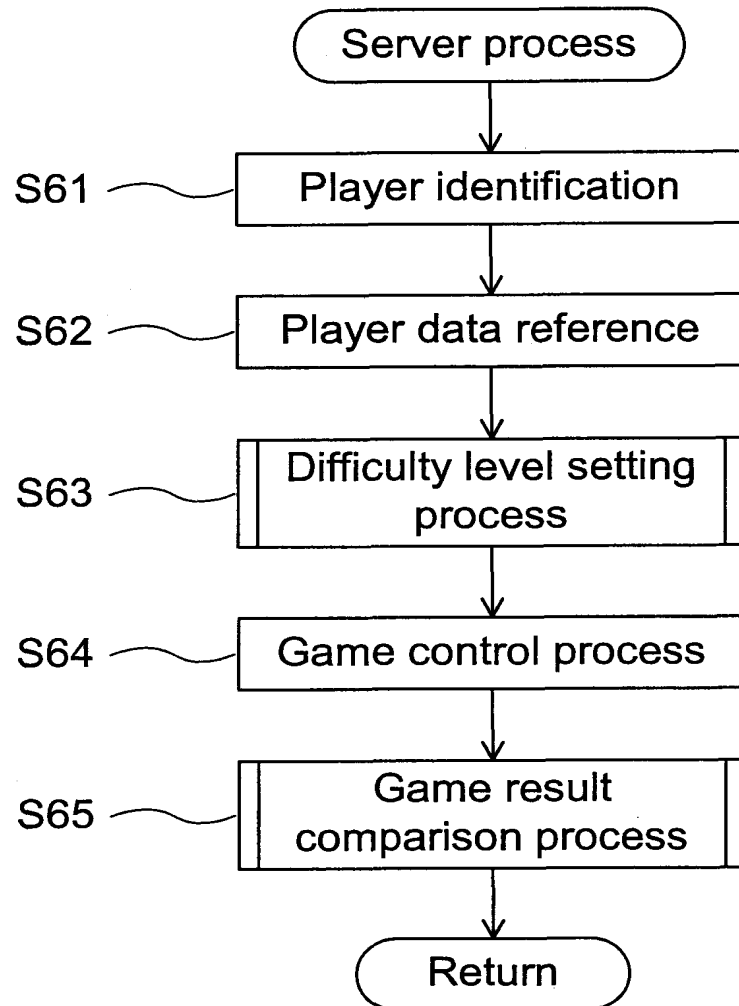 Server process
S61
Player identification
S62
Player data reference
S63
Difficulty level setting
process
S64
Game control process
S65
Game result
comparison process
Return